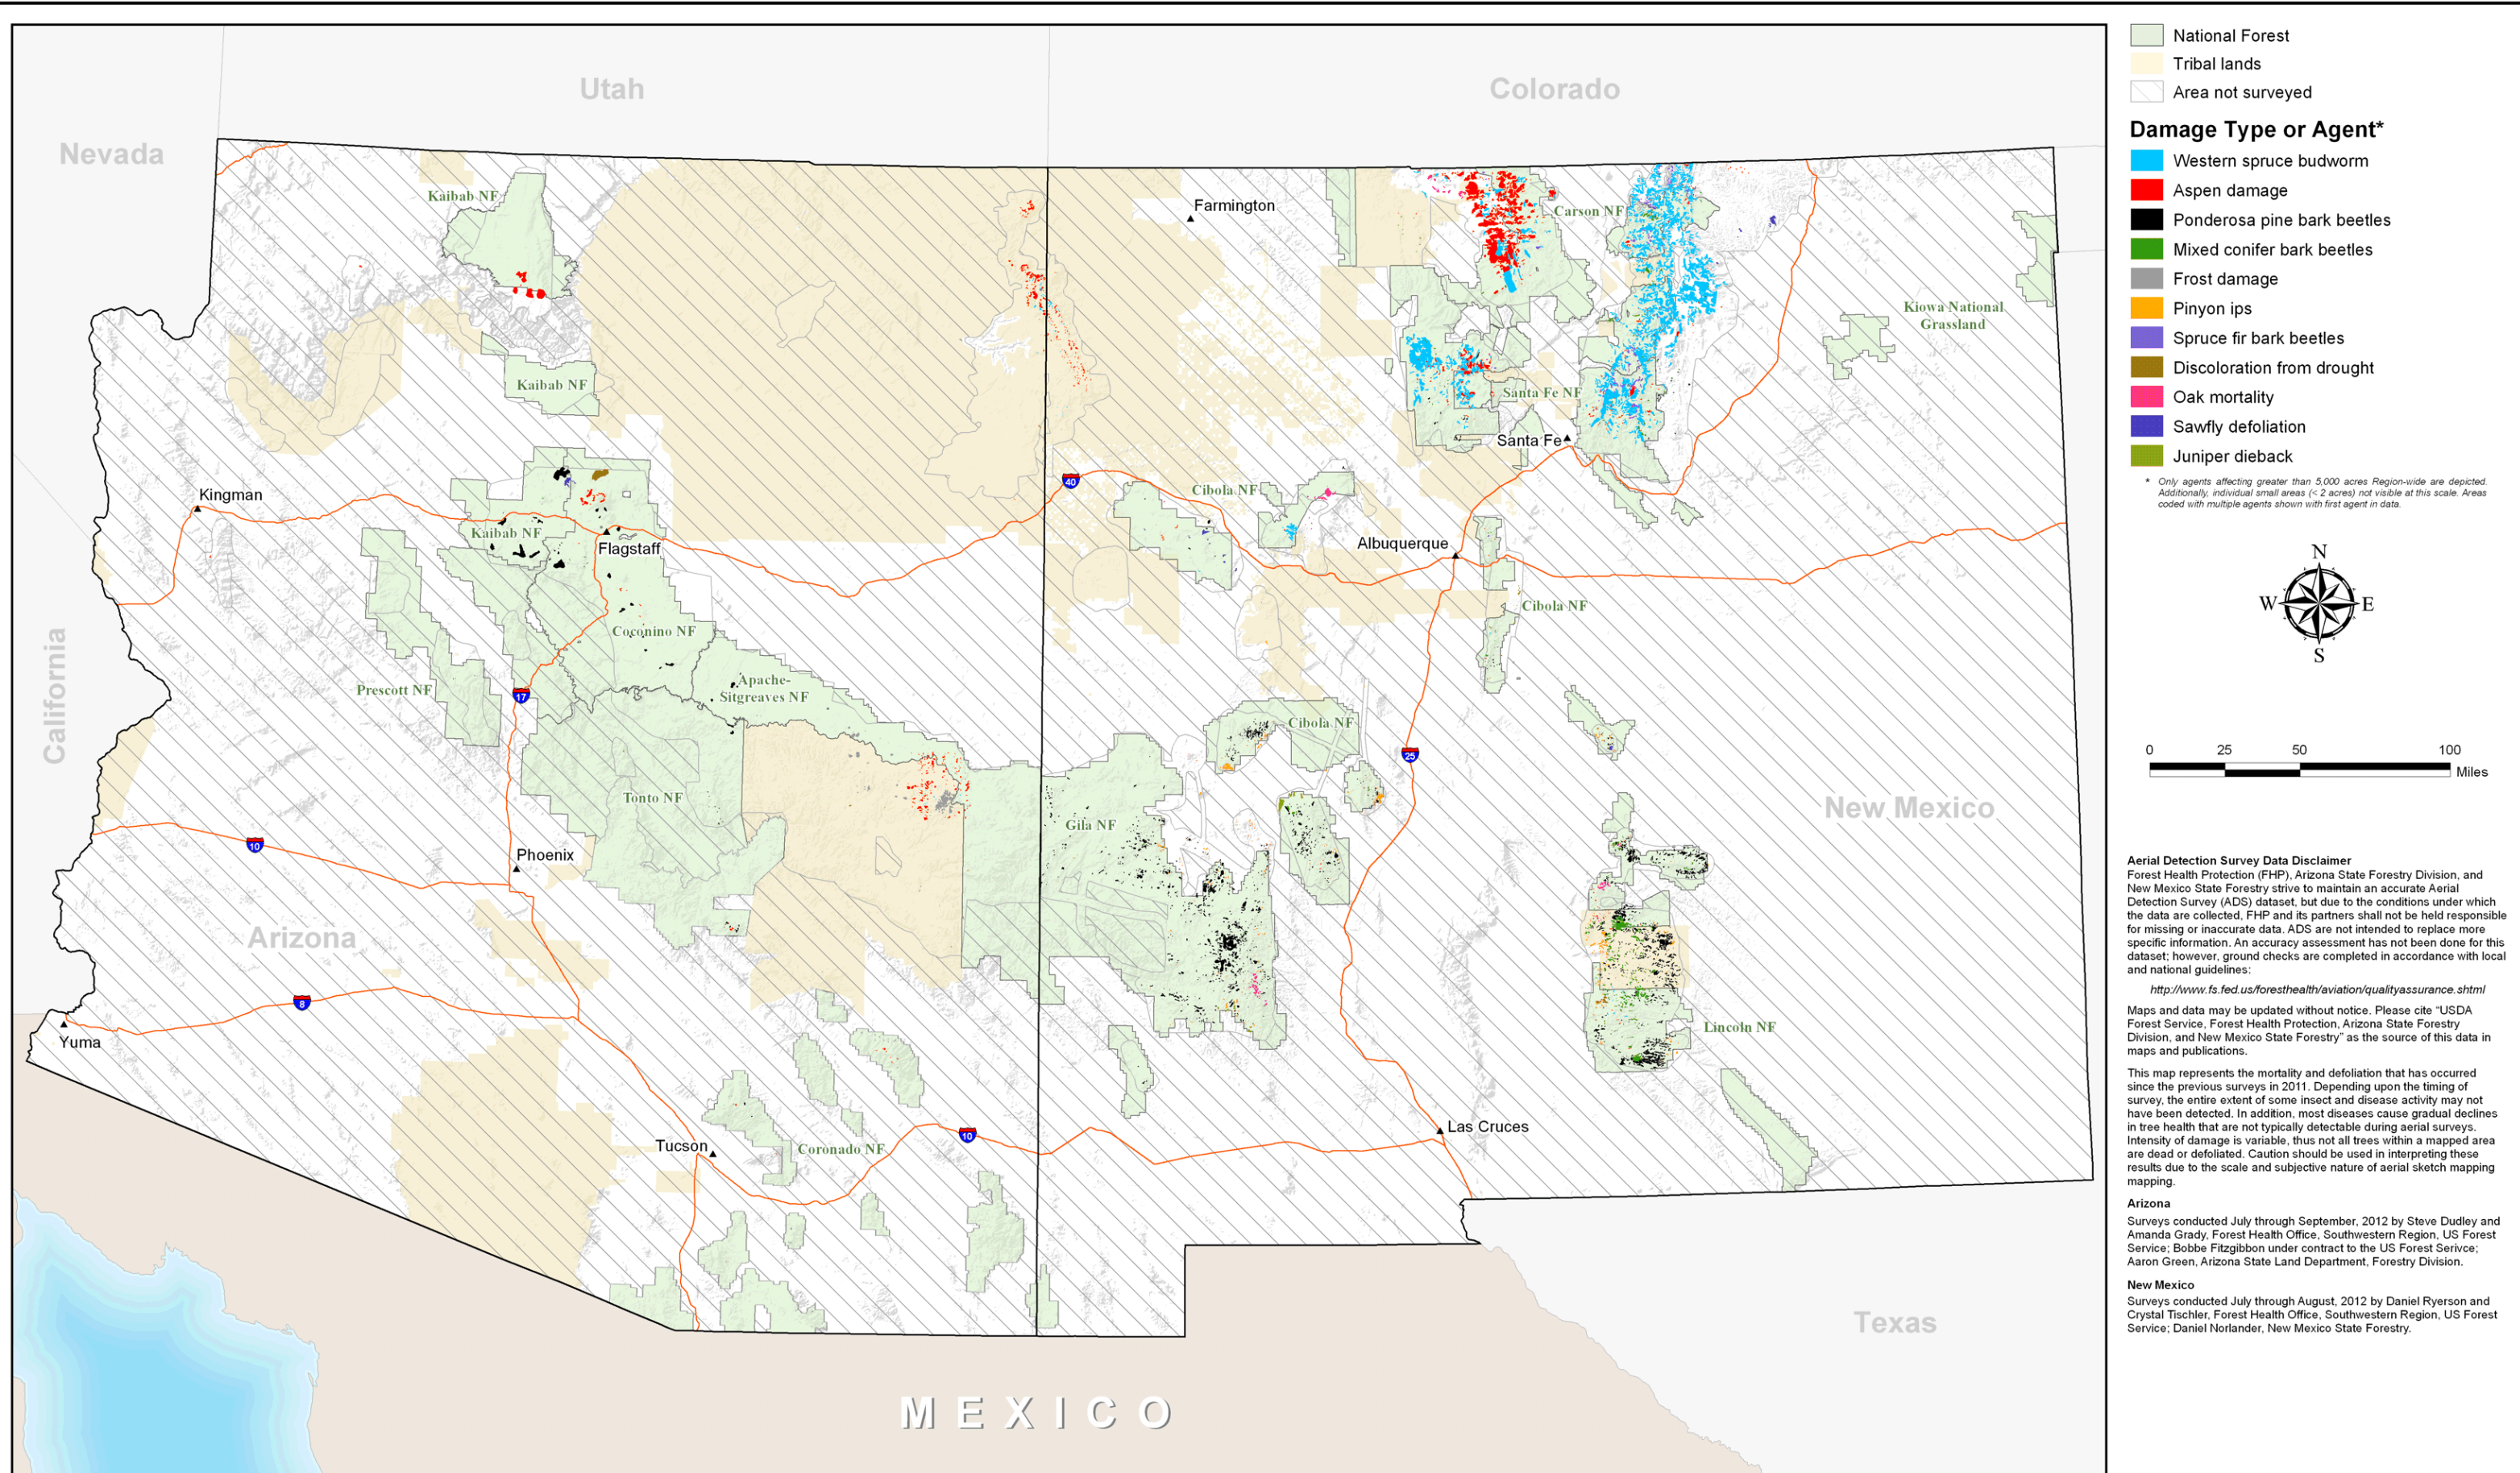 Utah
Colorado
Nevada
Kaibab NF
Farmington
Carson NF
Kiowa National
Grassland
Kaibab NF
Santa Fe NF
Santa Fe
Kingman
40
Cibola NF
Kaibab NF
Flagstaff
Albuquerque
Cibola NF
California
Coconino NF
Prescott NF
17
Apache-
Sitgreaves NF
Cibola NF
25
Tonto NF
Gila NF
New Mexico
10
Phoenix
Arizona
8
Yuma
Lincoln NF
Tucson
Coronado NF
10
Las Cruces
Texas
MEXICO
National Forest
Tribal lands
Area not surveyed
Damage Type or Agent*
Western spruce budworm
Aspen damage
Ponderosa pine bark beetles
Mixed conifer bark beetles
Frost damage
Pinyon ips
Spruce fir bark beetles
Discoloration from drought
Oak mortality
Sawfly defoliation
Juniper dieback
* Only agents affecting greater than 5,000 acres Region-wide are depicted.
Additionally, individual small areas (< 2 acres) not visible at this scale. Areas
coded with multiple agents shown with first agent in data.
N
W E
S
0 25 50 100
Miles
Aerial Detection Survey Data Disclaimer
Forest Health Protection (FHP), Arizona State Forestry Division, and
New Mexico State Forestry strive to maintain an accurate Aerial
Detection Survey (ADS) dataset, but due to the conditions under which
the data are collected, FHP and its partners shall not be held responsible
for missing or inaccurate data. ADS are not intended to replace more
specific information. An accuracy assessment has not been done for this
dataset; however, ground checks are completed in accordance with local
and national guidelines:
http://www.fs.fed.us/foresthealth/aviation/qualityassurance.shtml
Maps and data may be updated without notice. Please cite “USDA
Forest Service, Forest Health Protection, Arizona State Forestry
Division, and New Mexico State Forestry” as the source of this data in
maps and publications.
This map represents the mortality and defoliation that has occurred
since the previous surveys in 2011. Depending upon the timing of
survey, the entire extent of some insect and disease activity may not
have been detected. In addition, most diseases cause gradual declines
in tree health that are not typically detectable during aerial surveys.
Intensity of damage is variable, thus not all trees within a mapped area
are dead or defoliated. Caution should be used in interpreting these
results due to the scale and subjective nature of aerial sketch mapping
mapping.
Arizona
Surveys conducted July through September, 2012 by Steve Dudley and
Amanda Grady, Forest Health Office, Southwestern Region, US Forest
Service; Bobbe Fitzgibbon under contract to the US Forest Serivce;
Aaron Green, Arizona State Land Department, Forestry Division.
New Mexico
Surveys conducted July through August, 2012 by Daniel Ryerson and
Crystal Tischler, Forest Health Office, Southwestern Region, US Forest
Service; Daniel Norlander, New Mexico State Forestry.